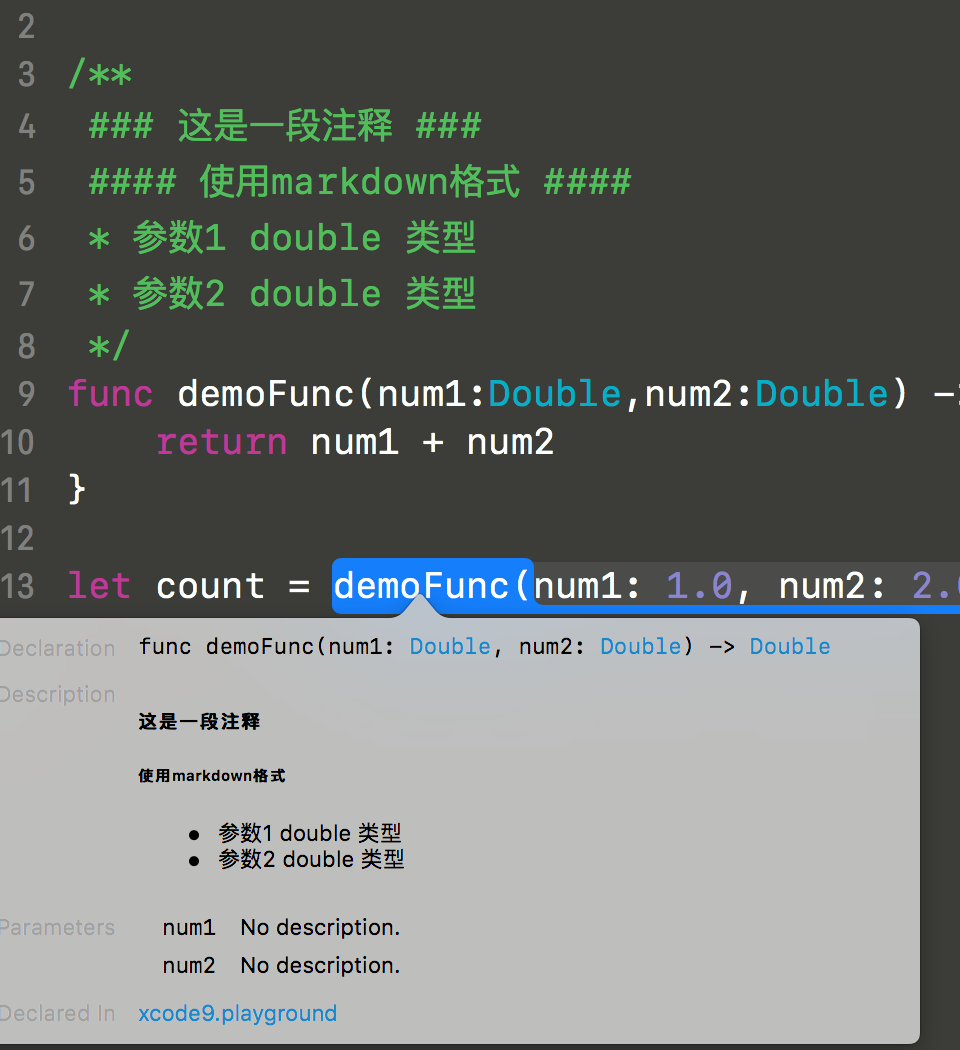 2
3 /**
4 ### 这是一段注释 ###
5 #### 使用markdown格式 ####
6 * 参数1 double 类型
7 * 参数2 double 类型
8 */
9 func demoFunc(num1:Double,num2:Double) -
10 return num1 + num2
11 }
12
13 let count = demoFunc(num1: 1.0, num2: 2.
Declaration func demoFunc(num1: Double, num2: Double) -> Double
Description
这是一段注释
使用markdown格式
● 参数1 double 类型
● 参数2 double 类型
Parameters num1 No description.
num2 No description.
Declared In xcode9.playground